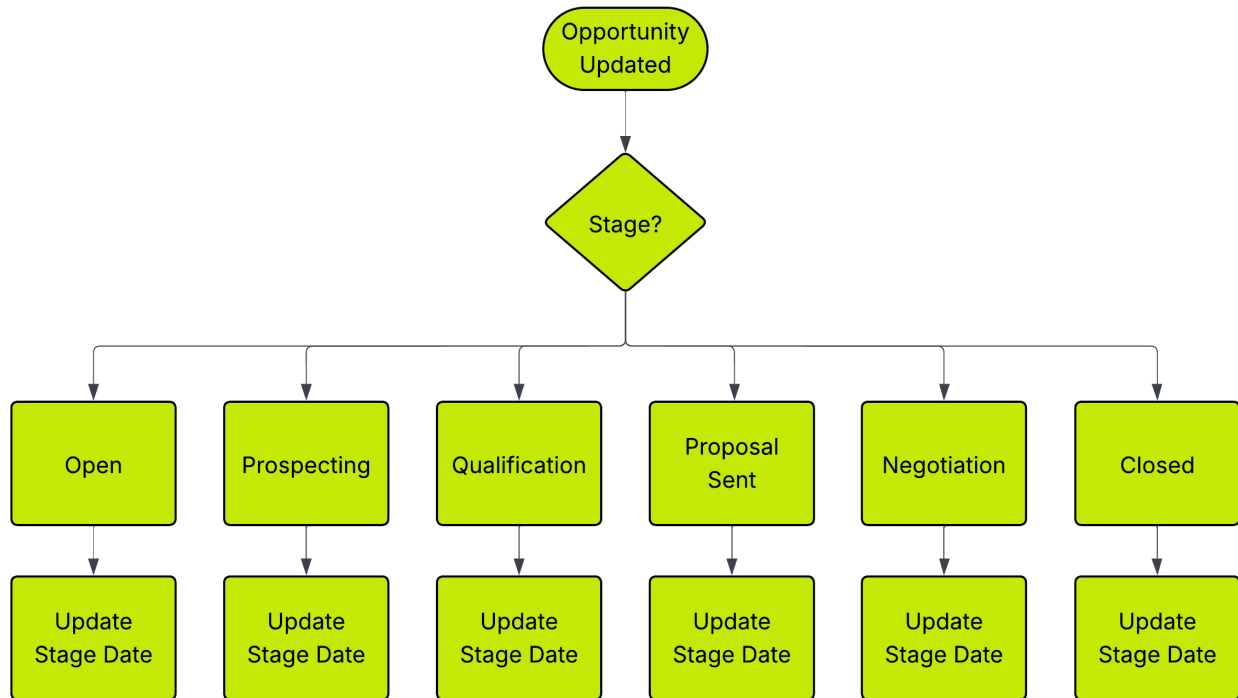 Opportunity
Updated
Stage?
Open
Prospecting
Qualification
Proposal
Sent
Negotiation
Closed
Update
Stage Date
Update
Stage Date
Update
Stage Date
Update
Stage Date
Update
Stage Date
Update
Stage Date